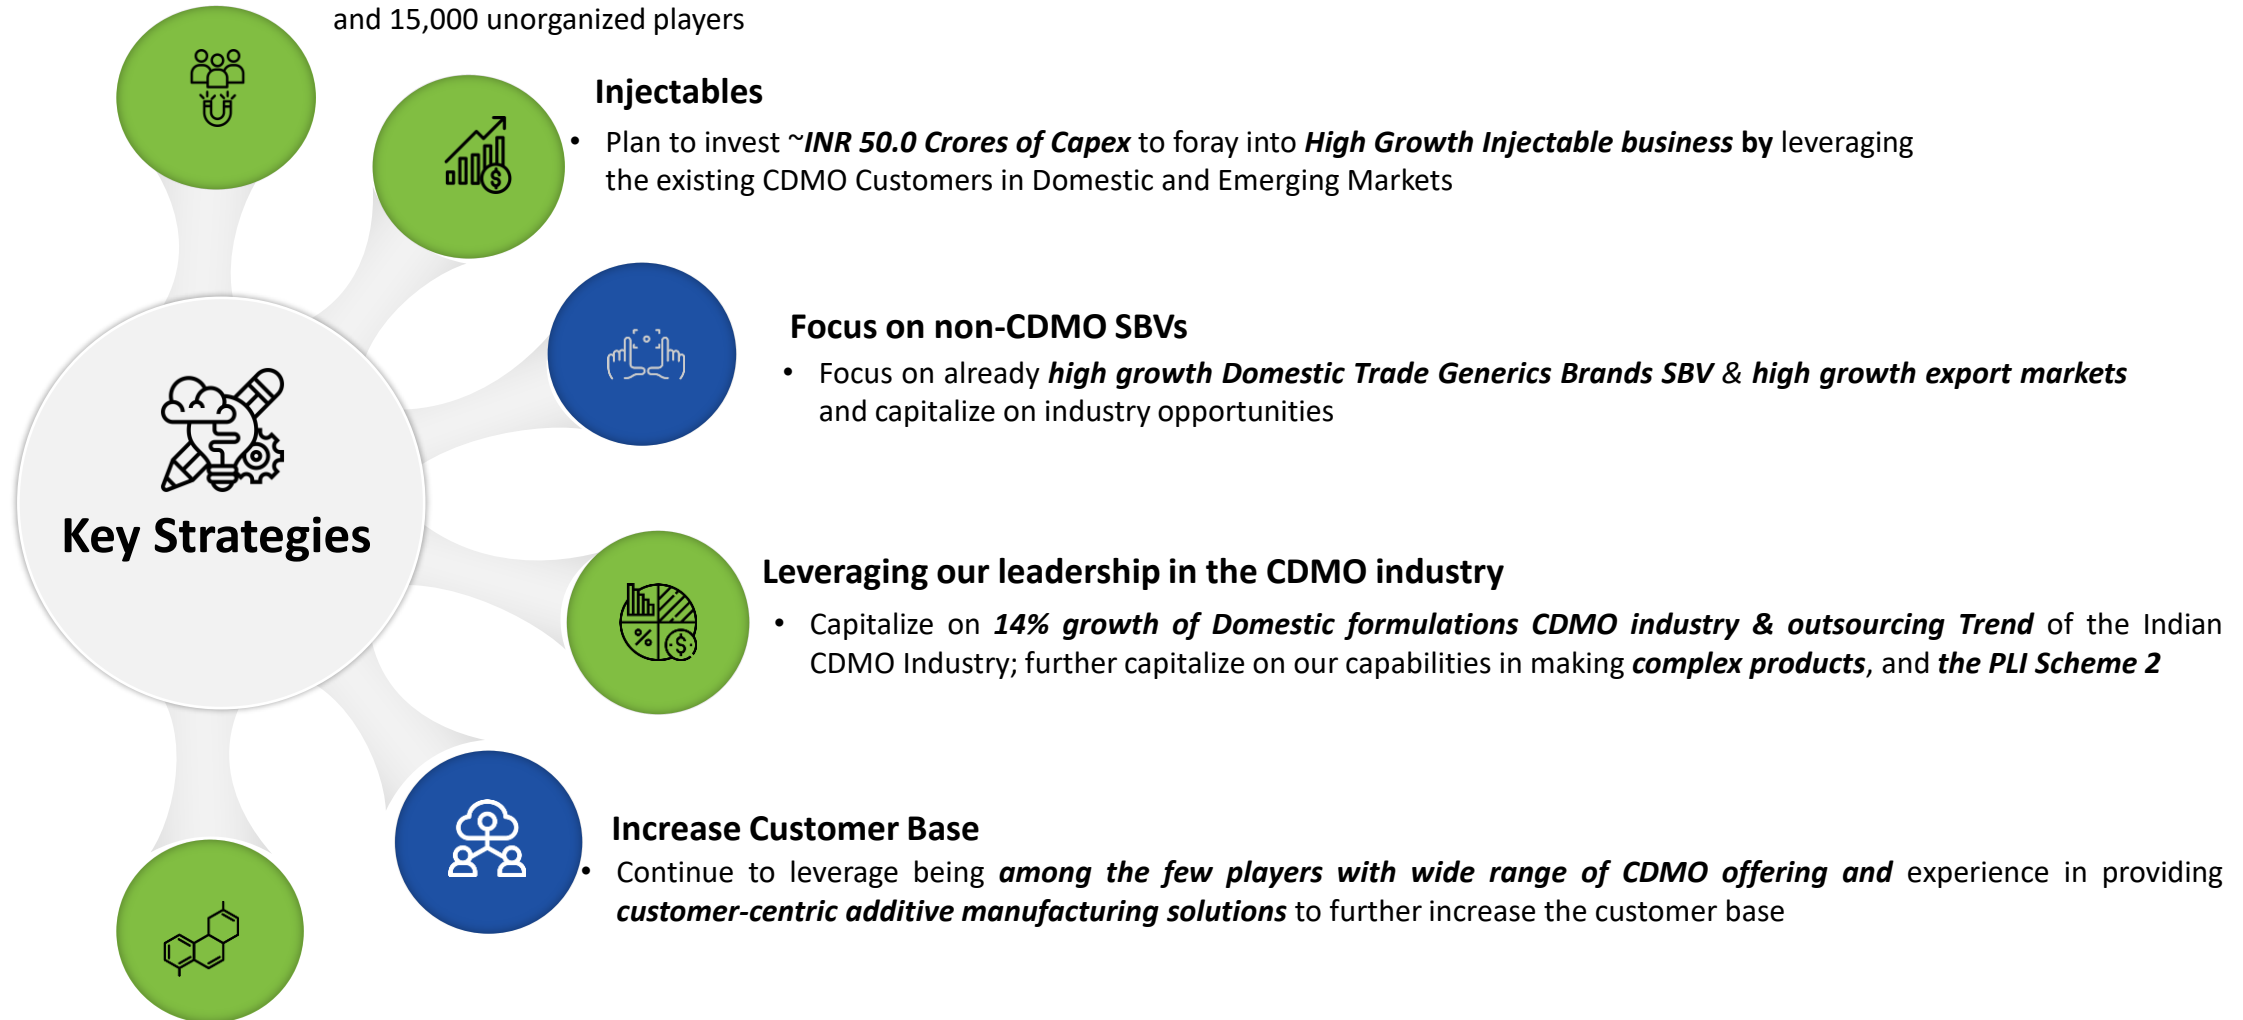 and 15,000 unorganized players
Injectables
• Plan to invest ~INR 50.0 Crores of Capex to foray into High Growth Injectable business by leveraging
the existing CDMO Customers in Domestic and Emerging Markets
Focus on non-CDMO SBVs
• Focus on already high growth Domestic Trade Generics Brands SBV & high growth export markets
and capitalize on industry opportunities
Key Strategies
Leveraging our leadership in the CDMO industry
• Capitalize on 14% growth of Domestic formulations CDMO industry & outsourcing Trend of the Indian
CDMO Industry; further capitalize on our capabilities in making complex products, and the PLI Scheme 2
Increase Customer Base
• Continue to leverage being among the few players with wide range of CDMO offering and experience in providing
customer-centric additive manufacturing solutions to further increase the customer base